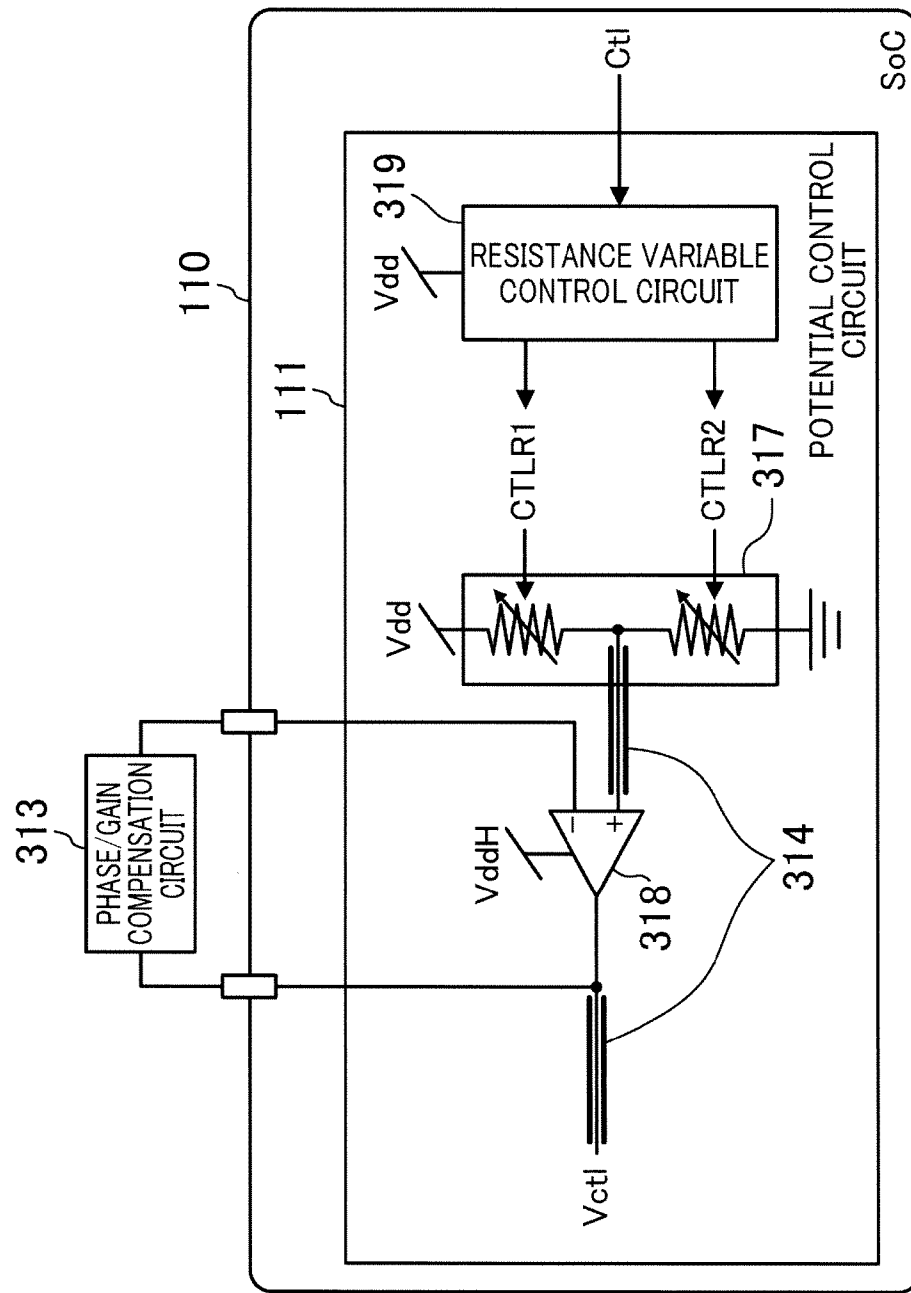 313
PHASE/GAIN
COMPENSATION
CIRCUIT
110
111
319
Vdd
RESISTANCE VARIABLE
CONTROL CIRCUIT
Ctl
Vdd
CTLR1
CTLR2
317
VddH
−
+
318
314
Vctl
POTENTIAL CONTROL
CIRCUIT
SoC